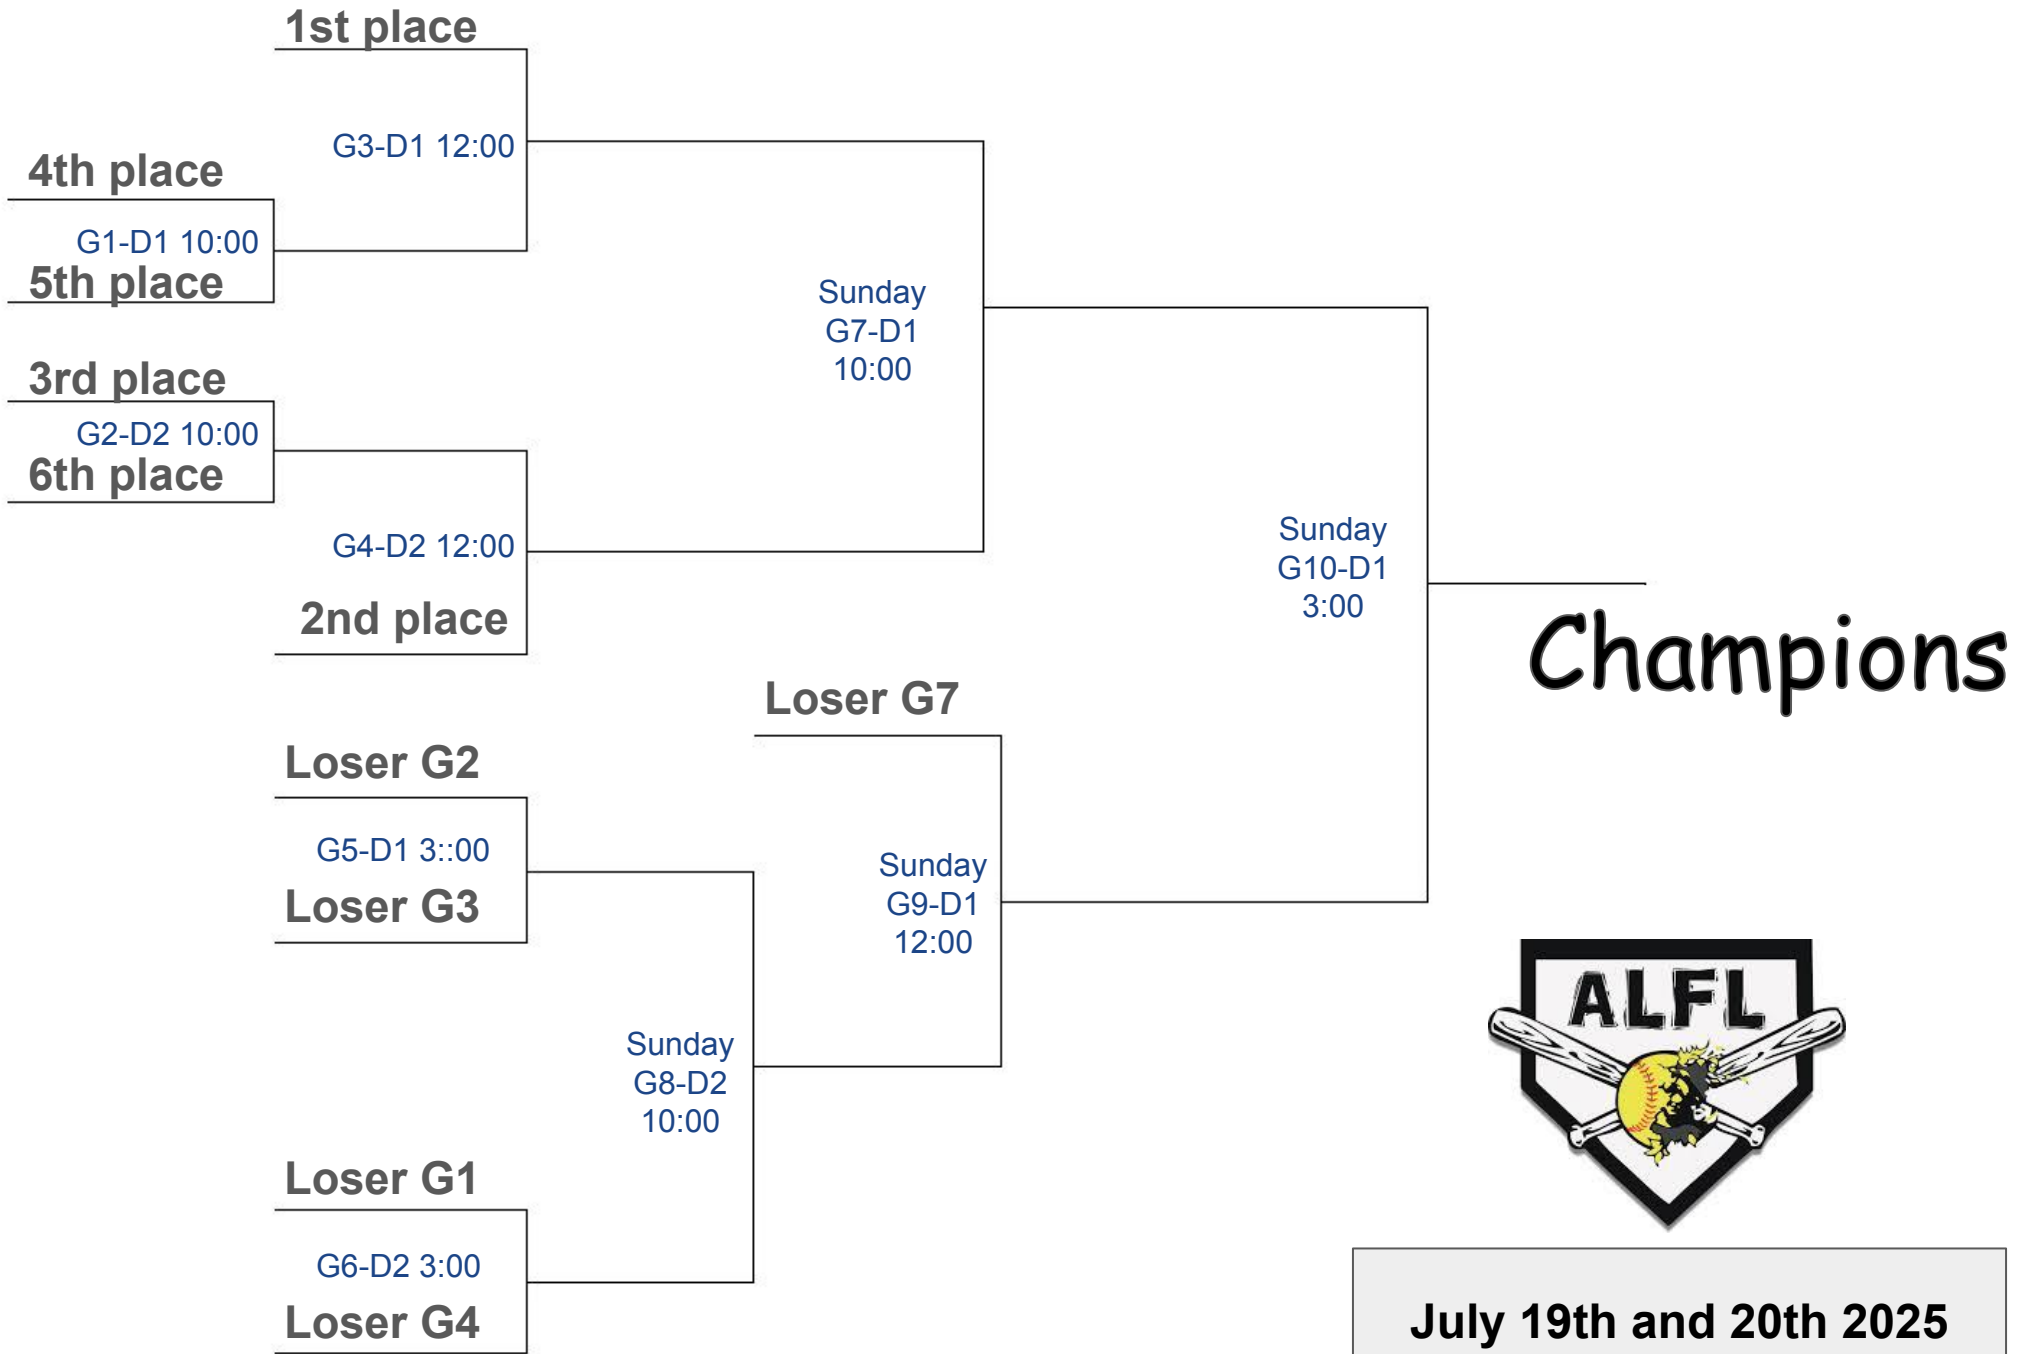 1st place
G3-D1 12:00
4th place
G1-D1 10:00
5th place
Sunday
G7-D1
10:00
3rd place
G2-D2 10:00
6th place
G4-D2 12:00
2nd place
Sunday
G10-D1
3:00
Champions
Loser G7
Loser G2
G5-D1 3::00
Loser G3
Sunday
G9-D1
12:00
Sunday
G8-D2
10:00
Loser G1
G6-D2 3:00
Loser G4
ALFL
July 19th and 20th 2025